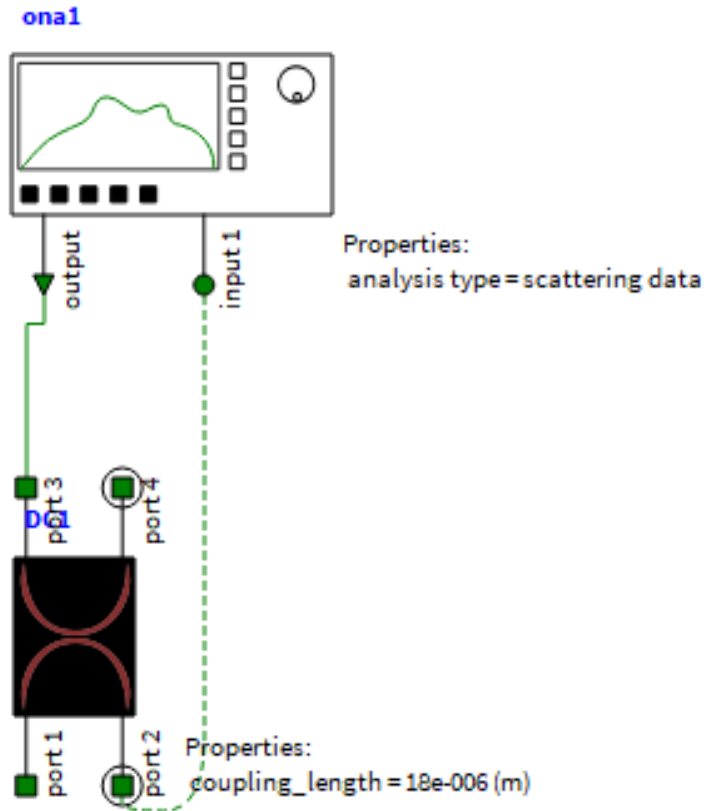 ona1
output
input 1
Properties:
analysis type = scattering data
port 3
port 4
DC1
port 1
port 2
Properties:
coupling_length = 18e-006 (m)